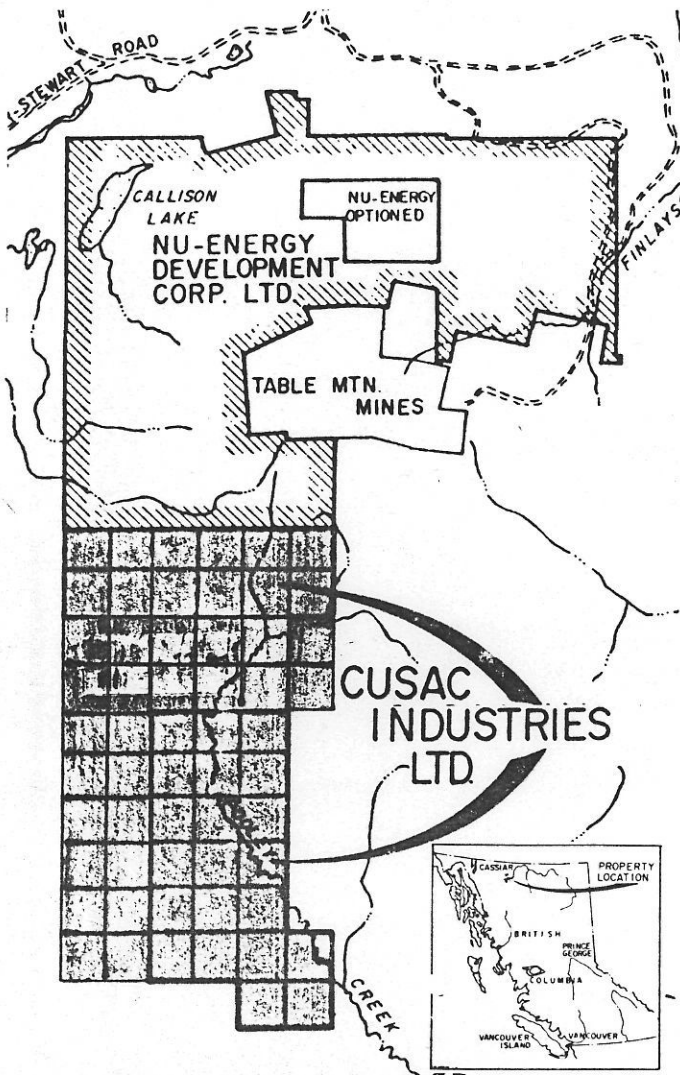 -STEWART ROAD
CALLISON
LAKE
NU-ENERGY
OPTIONED
NU-ENERGY
DEVELOPMENT
CORP. LTD.
FINLAYSO
TABLE MTN.
MINES
CUSAC
INDUSTRIES
LTD.
CREEK
CASSIAR
PROPERTY
LOCATION
BRITISH
PRINCE
GEORGE
COLUMBIA
VANCOUVER
ISLAND
VANCOUVER